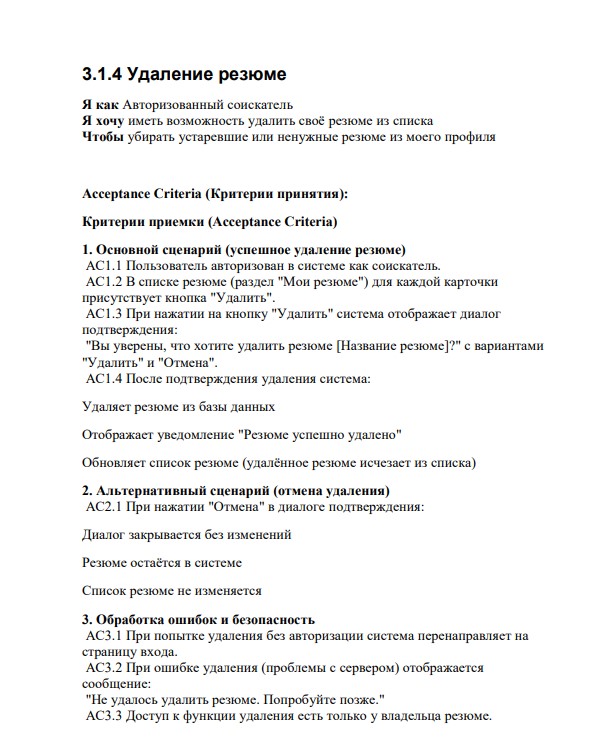 3.1.4 Удаление резюме
Я как Авторизованный соискатель
Я хочу иметь возможность удалить своё резюме из списка
Чтобы убирать устаревшие или ненужные резюме из моего профиля
Acceptance Criteria (Критерии принятия):
Критерии приемки (Acceptance Criteria)
1. Основной сценарий (успешное удаление резюме)
AC1.1 Пользователь авторизован в системе как соискатель.
AC1.2 В списке резюме (раздел "Мои резюме") для каждой карточки
присутствует кнопка "Удалить".
AC1.3 При нажатии на кнопку "Удалить" система отображает диалог
подтверждения:
"Вы уверены, что хотите удалить резюме [Название резюме]?" с вариантами
"Удалить" и "Отмена".
AC1.4 После подтверждения удаления система:
Удаляет резюме из базы данных
Отображает уведомление "Резюме успешно удалено"
Обновляет список резюме (удалённое резюме исчезает из списка)
2. Альтернативный сценарий (отмена удаления)
AC2.1 При нажатии "Отмена" в диалоге подтверждения:
Диалог закрывается без изменений
Резюме остаётся в системе
Список резюме не изменяется
3. Обработка ошибок и безопасность
AC3.1 При попытке удаления без авторизации система перенаправляет на
страницу входа.
AC3.2 При ошибке удаления (проблемы с сервером) отображается
сообщение:
"Не удалось удалить резюме. Попробуйте позже."
AC3.3 Доступ к функции удаления есть только у владельца резюме.